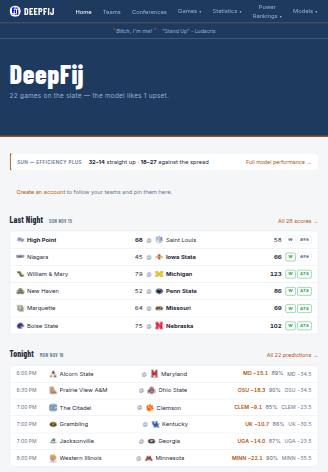 DEEPFIJ
Home Teams Conferences Games Statistics Power Rankings Models
"Bitch, I'm me!" "Stand Up" - Ludacris
DeepFij
22 games on the slate — the model likes 1 upset.
SUN — EFFICIENCY PLUS 32–14 straight up · 18–27 against the spread Full model performance →
Create an account to follow your teams and pin them here.
Last Night SUN NOV 15 All 28 scores →
High Point 68 @ Saint Louis 58 W ATS
Niagara 45 @ Iowa State 66 W ATS
William & Mary 79 @ Michigan 123 W ATS
New Haven 52 @ Penn State 86 W ATS
Marquette 64 @ Missouri 69 W ATS
Boise State 75 @ Nebraska 102 W ATS
Tonight MON NOV 16 All 22 predictions →
6:00 PM Alcorn State @ Maryland MD −15.1 89% MD −34.5
6:30 PM Prairie View A&M @ Ohio State OSU −18.3 90% OSU −34.5
7:00 PM The Citadel @ Clemson CLEM −9.1 85% CLEM −23.5
7:00 PM Grambling @ Kentucky UK −10.7 86% UK −30.5
7:00 PM Jacksonville @ Georgia UGA −14.0 87% UGA −23.5
8:00 PM Western Illinois @ Minnesota MINN −22.1 90% MINN −35.5